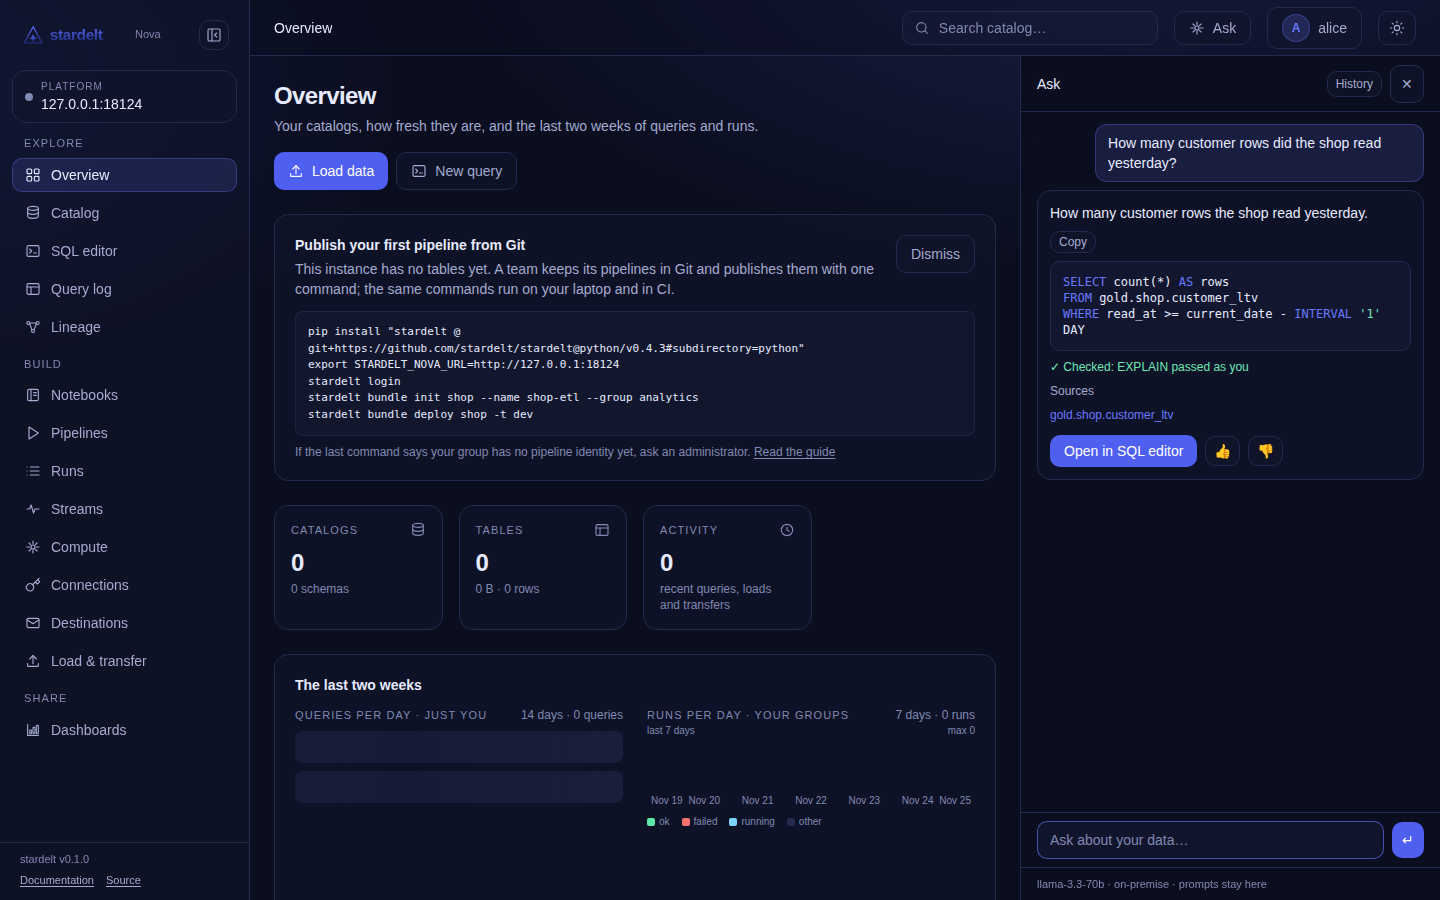 stardelt
Nova
PLATFORM
127.0.0.1:18124
EXPLORE
Overview
Catalog
SQL editor
Query log
Lineage
BUILD
Notebooks
Pipelines
Runs
Streams
Compute
Connections
Destinations
Load & transfer
SHARE
Dashboards
stardelt v0.1.0
Documentation Source
Overview
Search catalog…
Ask
A alice
Overview
Your catalogs, how fresh they are, and the last two weeks of queries and runs.
Load data
New query
Publish your first pipeline from Git
Dismiss
This instance has no tables yet. A team keeps its pipelines in Git and publishes them with one
command; the same commands run on your laptop and in CI.
pip install "stardelt @
git+https://github.com/stardelt/stardelt@python/v0.4.3#subdirectory=python"
export STARDELT_NOVA_URL=http://127.0.0.1:18124
stardelt login
stardelt bundle init shop --name shop-etl --group analytics
stardelt bundle deploy shop -t dev
If the last command says your group has no pipeline identity yet, ask an administrator. Read the guide
CATALOGS
0
0 schemas
TABLES
0
0 B · 0 rows
ACTIVITY
0
recent queries, loads
and transfers
The last two weeks
QUERIES PER DAY · JUST YOU 14 days · 0 queries
RUNS PER DAY · YOUR GROUPS 7 days · 0 runs
last 7 days max 0
Nov 19 Nov 20 Nov 21 Nov 22 Nov 23 Nov 24 Nov 25
ok failed running other
Ask
History
✕
How many customer rows did the shop read
yesterday?
How many customer rows the shop read yesterday.
Copy
SELECT count(*) AS rows
FROM gold.shop.customer_ltv
WHERE read_at >= current_date - INTERVAL '1'
DAY
✓ Checked: EXPLAIN passed as you
Sources
gold.shop.customer_ltv
Open in SQL editor
👍 👎
Ask about your data…
↵
llama-3.3-70b · on-premise · prompts stay here